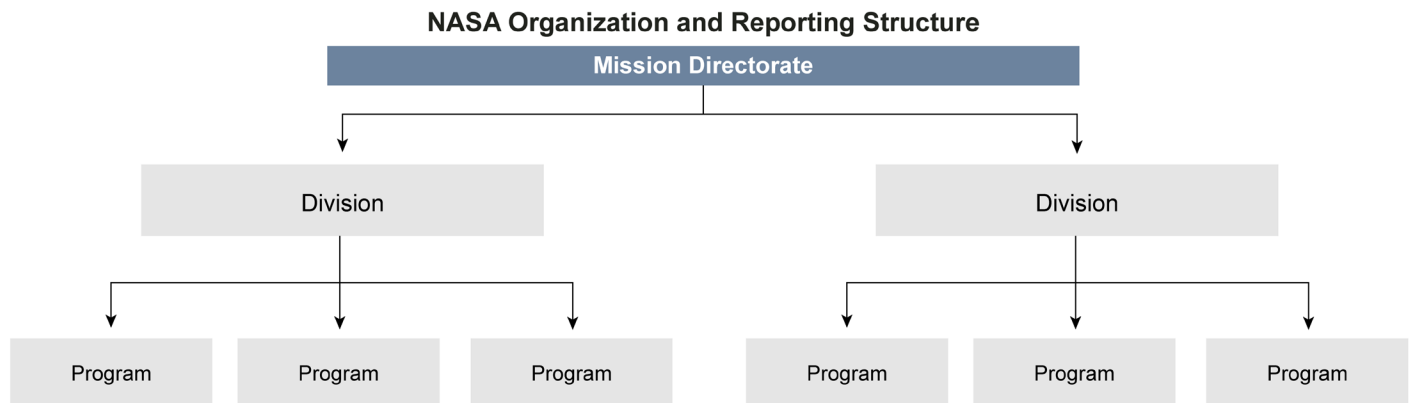 NASA Organization and Reporting Structure
Mission Directorate
Division
Division
Program
Program
Program
Program
Program
Program